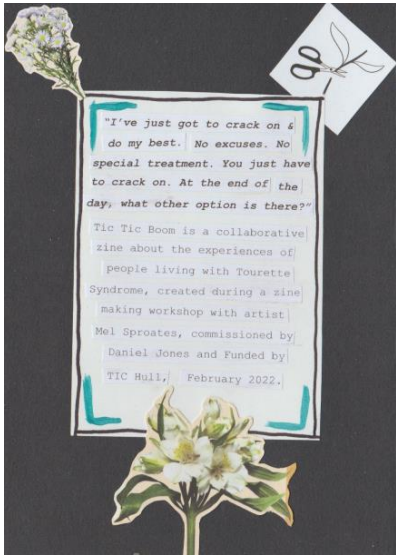 "I've just got to crack on &
do my best. No excuses. No
special treatment. You just have
to crack on. At the end of the
day, what other option is there?"
Tic Tic Boom is a collaborative
zine about the experiences of
people living with Tourette
Syndrome, created during a zine
making workshop with artist
Mel Sproates, commissioned by
Daniel Jones and Funded by
TIC Hull, February 2022.